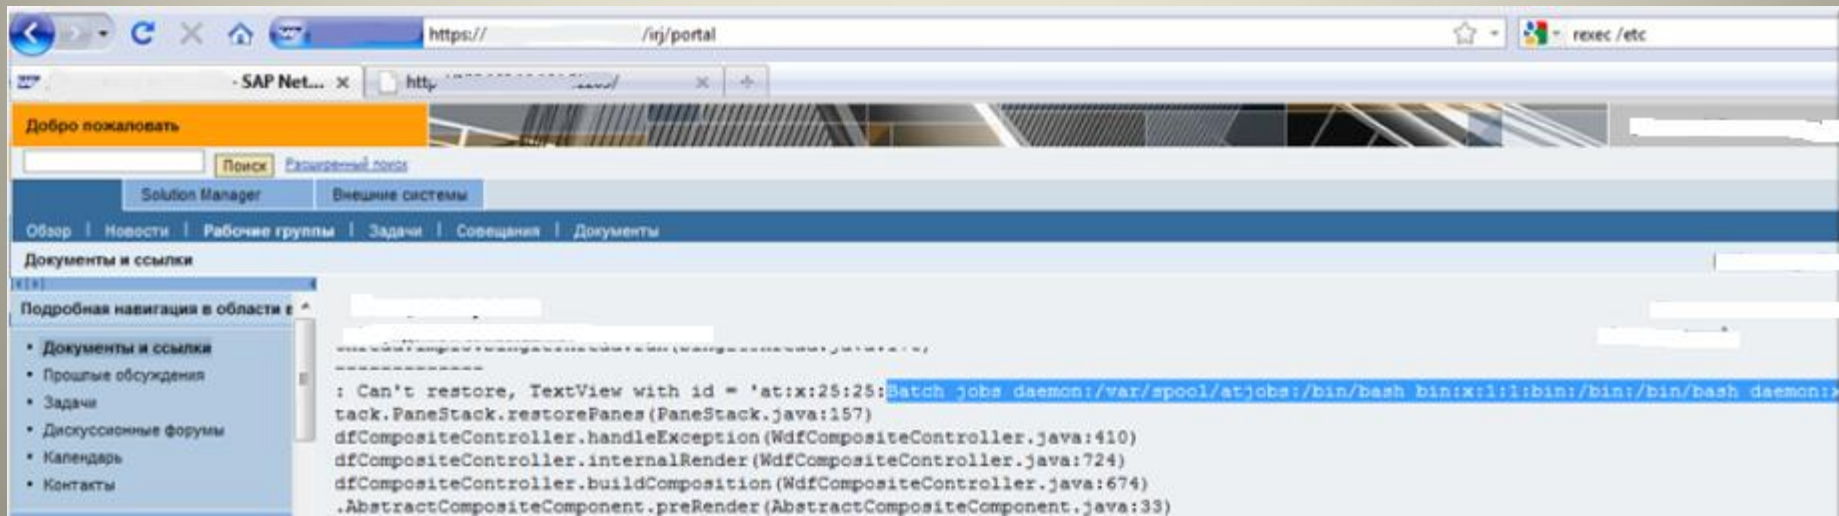 https:// /irj/portal
rexec /etc
- SAP Net...
http
Добро пожаловать
Поиск Расширенный поиск
Solution Manager Внешние системы
Обзор | Новости | Рабочие группы | Задачи | Совещания | Документы
Документы и ссылки
Подробная навигация в области в
• Документы и ссылки
• Прошлые обсуждения
• Задачи
• Дискуссионные форумы
• Календарь
• Контакты
-------------
: Can't restore, TextView with id = 'at:x:25:25:Batch jobs daemon:/var/spool/atjobs:/bin/bash bin:x:1:1:bin:/bin:/bin/bash daemon:x
tack.PaneStack.restorePanes(PaneStack.java:157)
dfCompositeController.handleException(WdfCompositeController.java:410)
dfCompositeController.internalRender(WdfCompositeController.java:724)
dfCompositeController.buildComposition(WdfCompositeController.java:674)
.AbstractCompositeComponent.preRender(AbstractCompositeComponent.java:33)